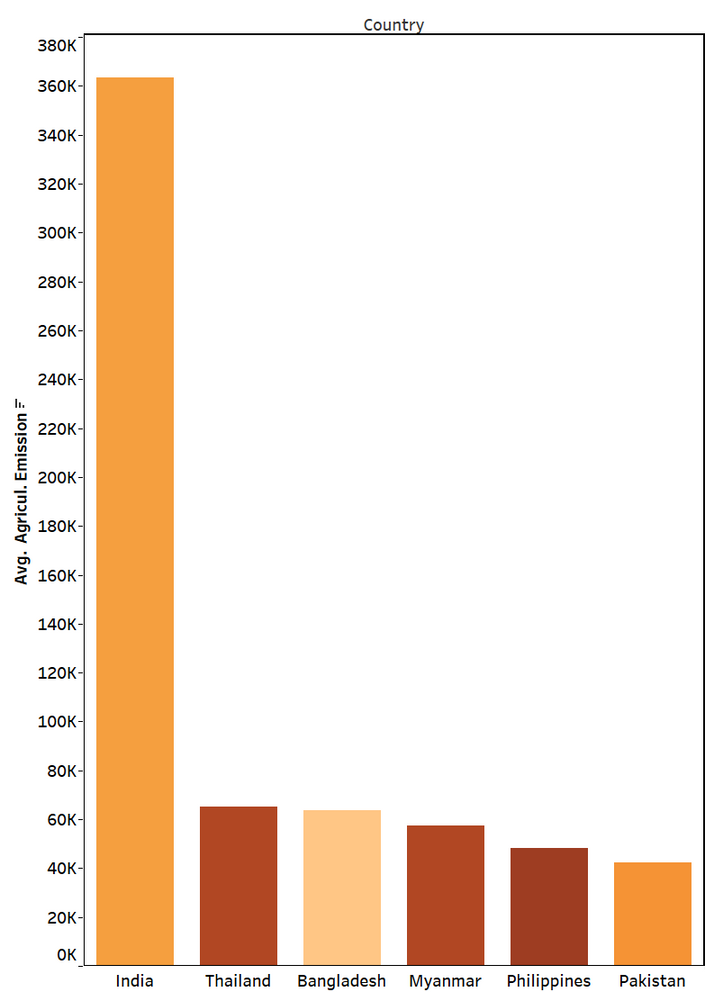 Country
380K
360K
340K
320K
300K
280K
260K
240K
220K
200K
180K
160K
140K
120K
100K
80K
60K
40K
20K
0K
Avg. Agricul. Emission
India Thailand Bangladesh Myanmar Philippines Pakistan